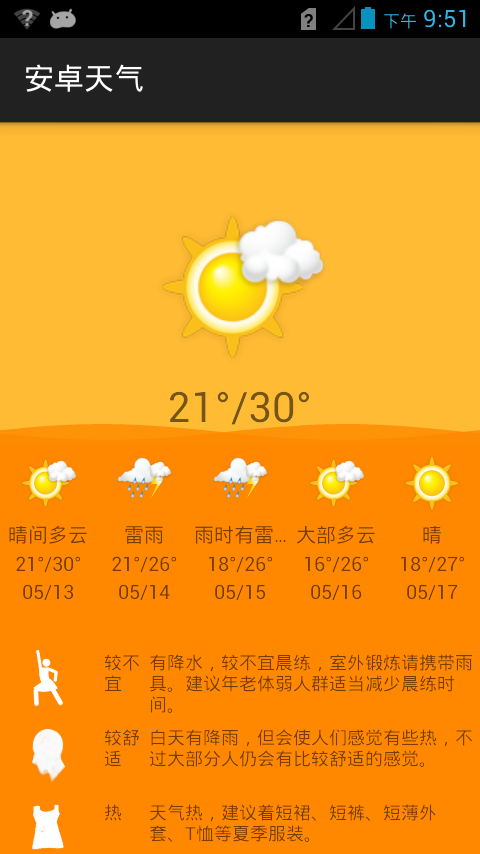 下午 9:51
安卓天气
21°/30°
晴间多云 雷雨 雨时有雷... 大部多云 晴
21°/30° 21°/26° 18°/26° 16°/26° 18°/27°
05/13 05/14 05/15 05/16 05/17
较不宜 有降水，较不宜晨练，室外锻炼请携带雨
具。建议年老体弱人群适当减少晨练时
间。
较舒适 白天有降雨，但会使人们感觉有些热，不
过大部分人仍会有比较舒适的感觉。
热 天气热，建议着短裙、短裤、短薄外
套、T恤等夏季服装。